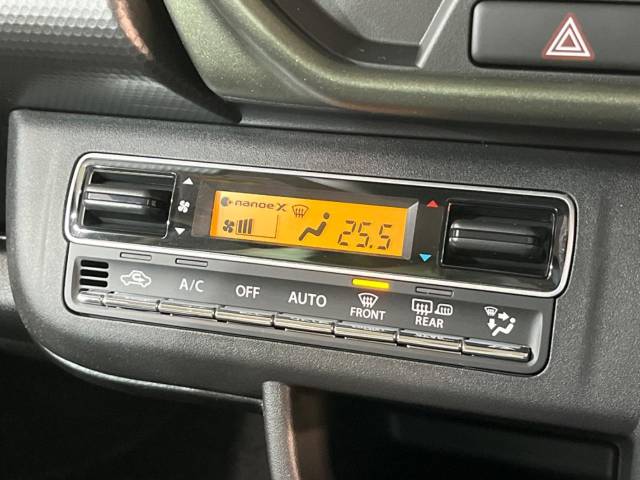 nanoeX
25.5
A/C
OFF
AUTO
FRONT
REAR